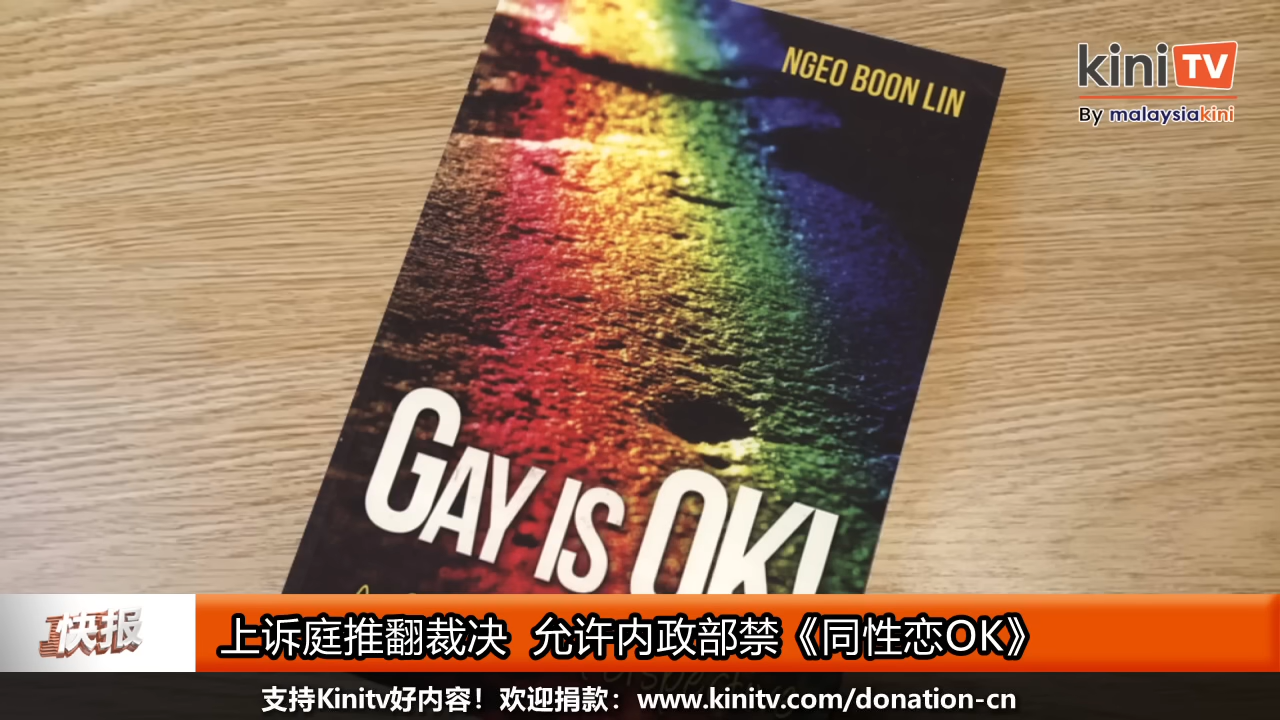 NGEO BOON LIN
kini TV
By malaysiakini
GAY IS OK!
快报
上诉庭推翻裁决 允许内政部禁《同性恋OK》
支持Kinitv好内容！欢迎捐款：www.kinitv.com/donation-cn